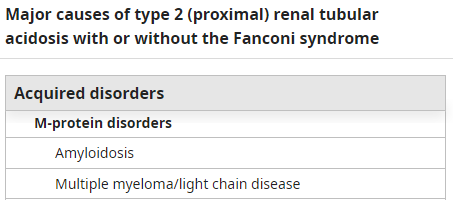 Major causes of type 2 (proximal) renal tubular
acidosis with or without the Fanconi syndrome
Acquired disorders
M-protein disorders
Amyloidosis
Multiple myeloma/light chain disease